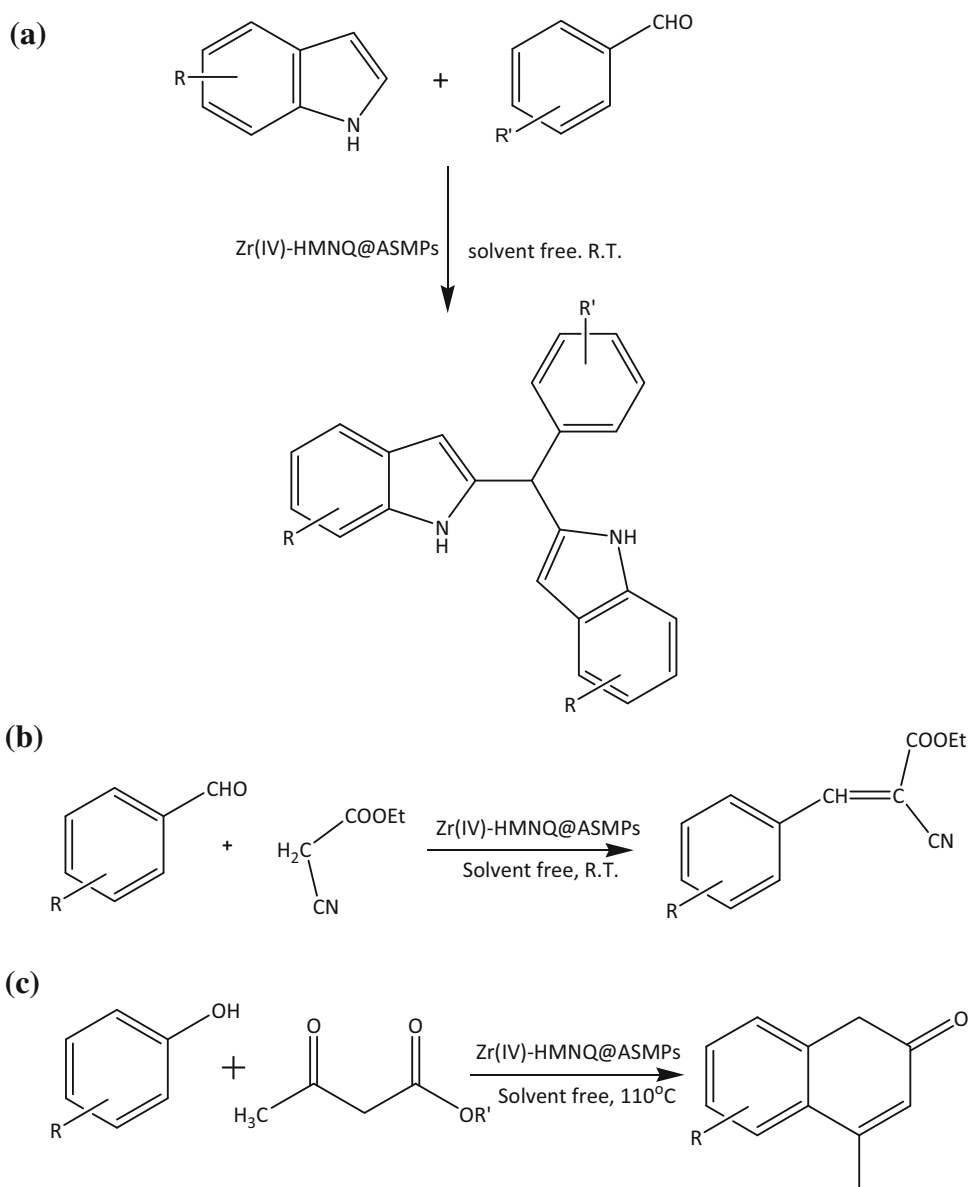 (a)
CHO
R
+
N
H
R'
Zr(IV)-HMNQ@ASMPs
solvent free. R.T.
R'
R
N
H
NH
R
(b)
CHO
R
+
COOEt
H₂C
CN
Zr(IV)-HMNQ@ASMPs
Solvent free, R.T.
COOEt
CH
C
CN
R
(c)
OH
R
+
O
O
H₃C
OR'
Zr(IV)-HMNQ@ASMPs
Solvent free, 110°C
O
R